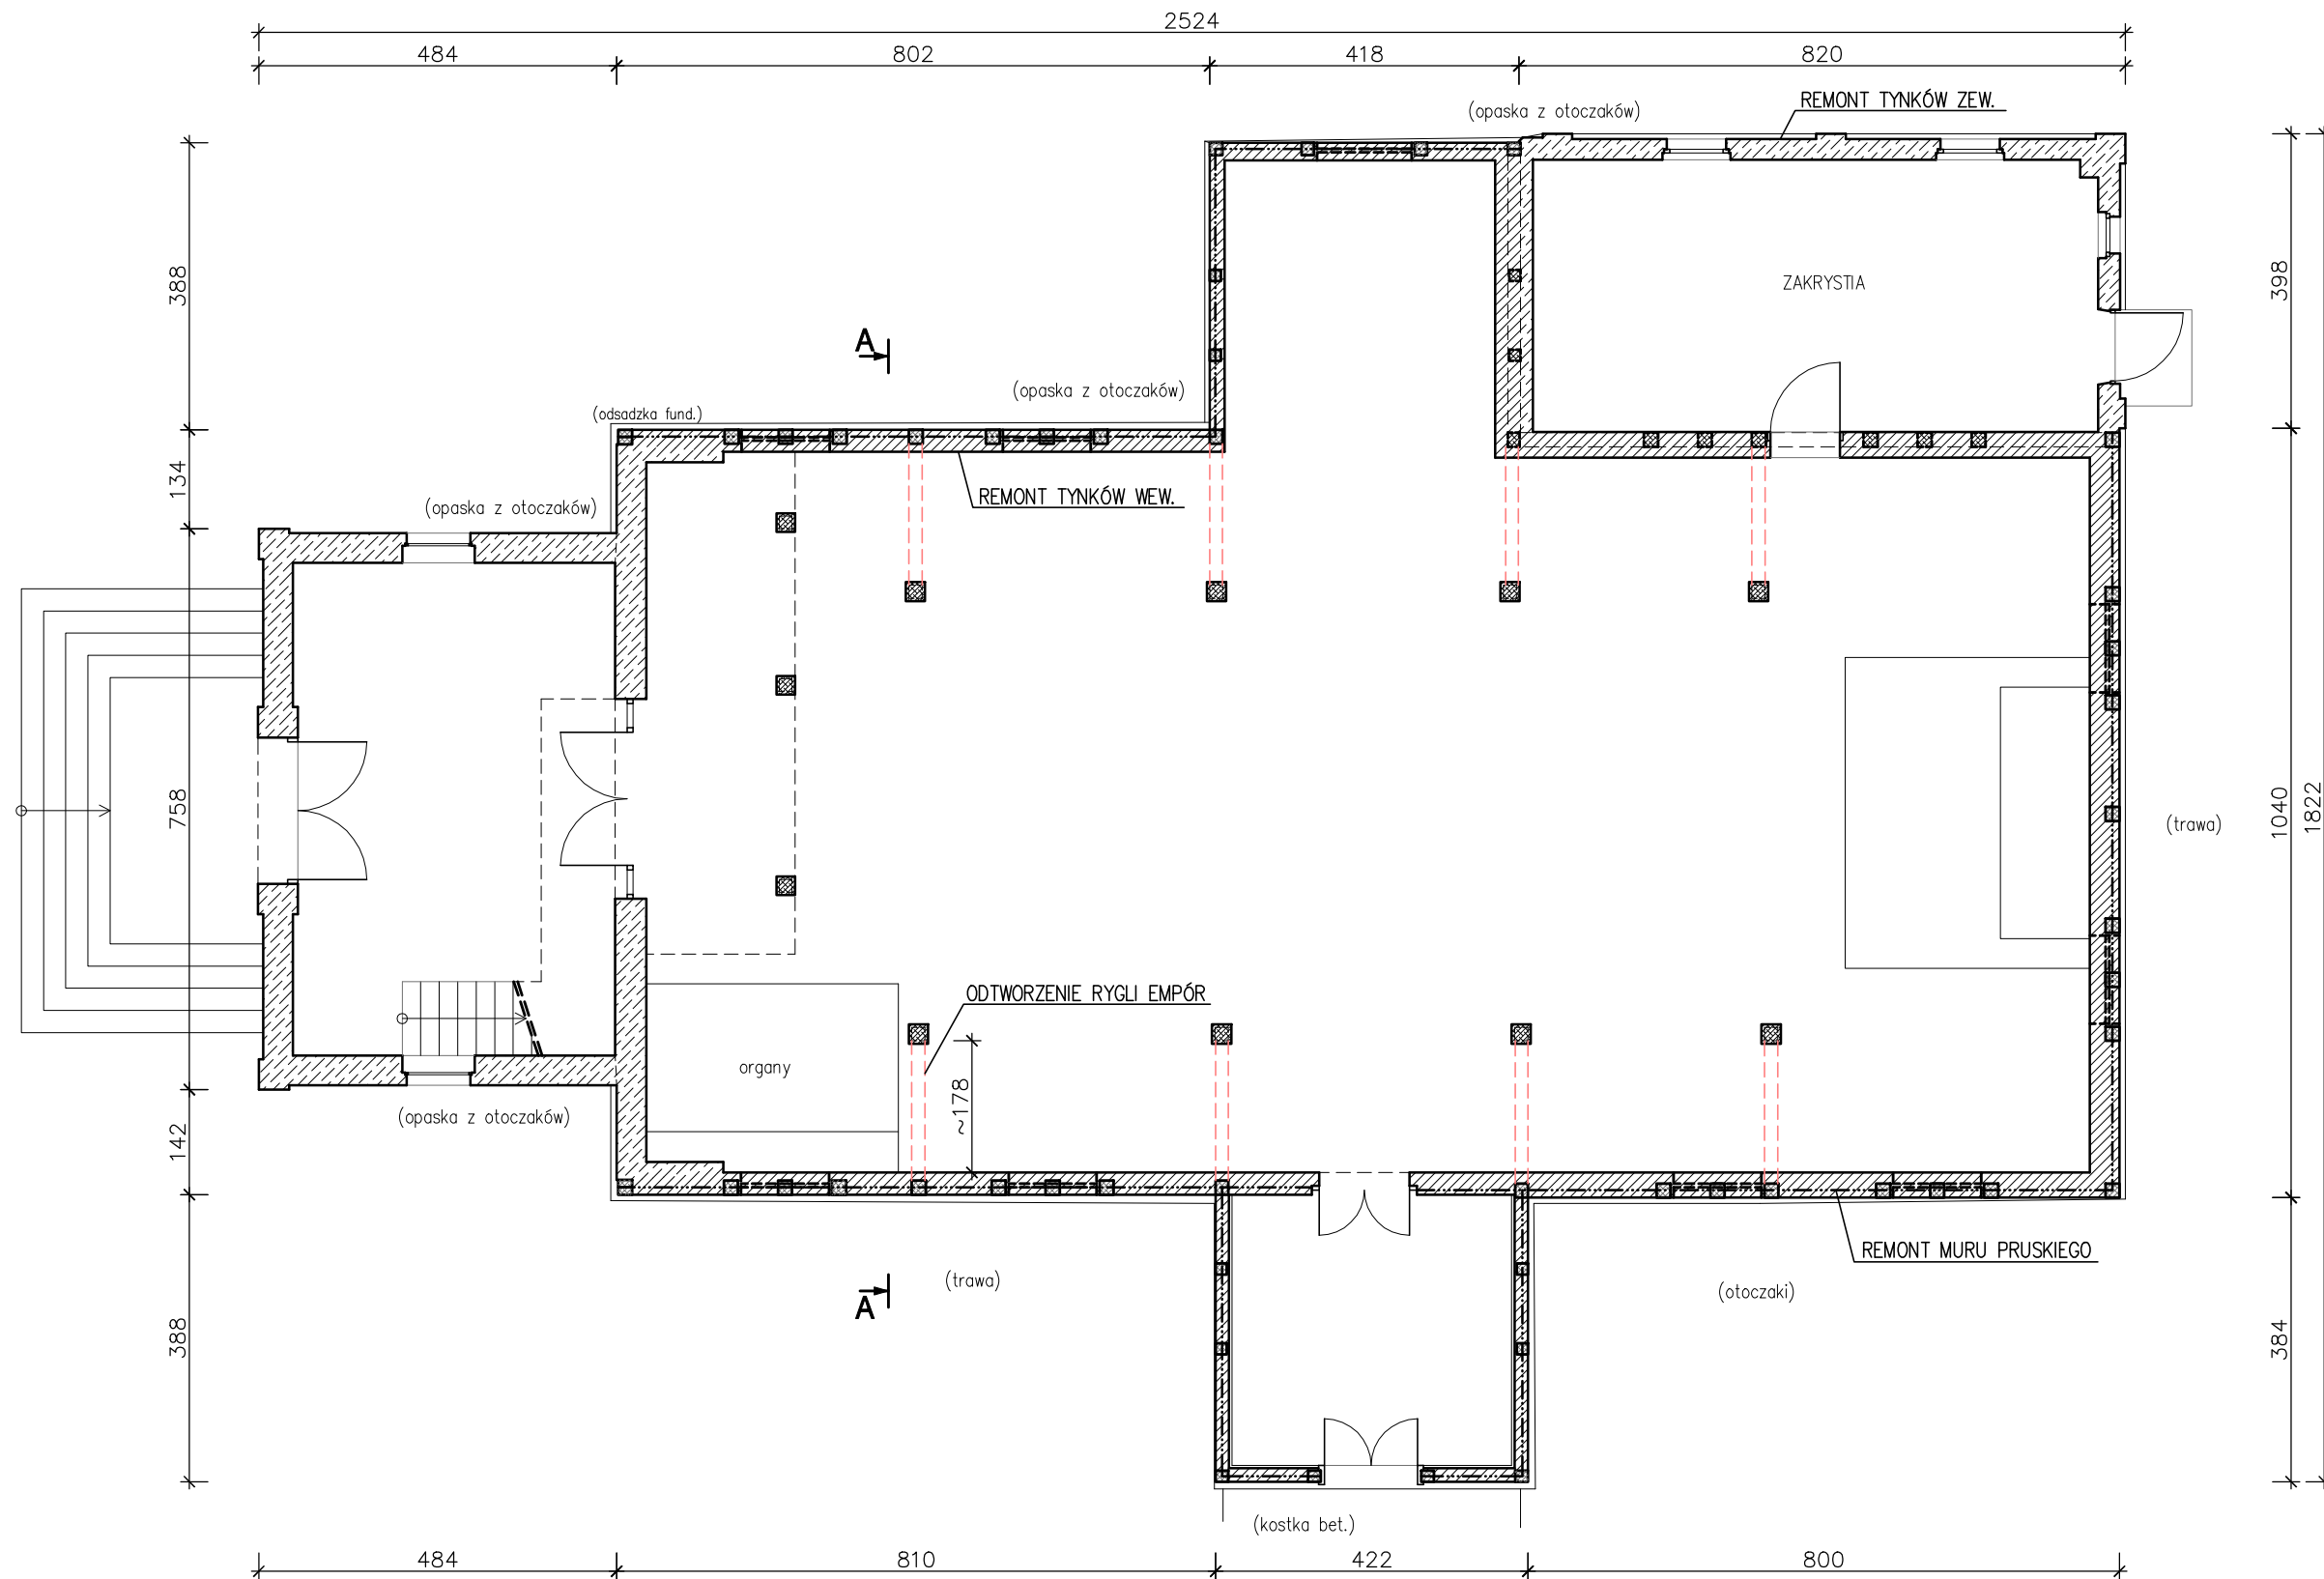 2524
484 802 418 820
(opaska z otoczaków)
REMONT TYNKÓW ZEW.
388
398
ZAKRYSTIA
A
(opaska z otoczaków)
(odsadzka fund.)
134
REMONT TYNKÓW WEW.
(opaska z otoczaków)
758
(trawa)
1040
1822
ODTWORZENIE RYGLI EMPÓR
organy
~178
(opaska z otoczaków)
142
REMONT MURU PRUSKIEGO
(trawa)
(otoczaki)
A
388
384
(kostka bet.)
484 810 422 800